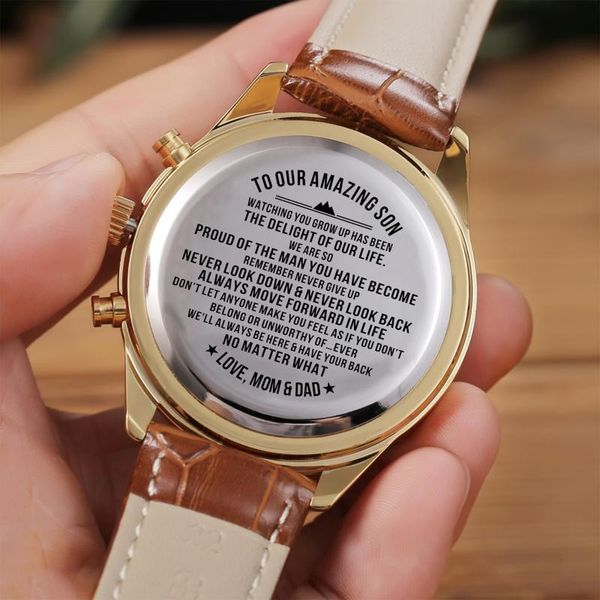 TO OUR AMAZING SON
WATCHING YOU GROW UP HAS BEEN
THE DELIGHT OF OUR LIFE.
WE ARE SO
PROUD OF THE MAN YOU HAVE BECOME
REMEMBER NEVER GIVE UP
NEVER LOOK DOWN & NEVER LOOK BACK
ALWAYS MOVE FORWARD IN LIFE
DON'T LET ANYONE MAKE YOU FEEL AS IF YOU DON'T
BELONG OR UNWORTHY OF...EVER
WE'LL ALWAYS BE HERE & HAVE YOUR BACK
NO MATTER WHAT
★ LOVE, MOM & DAD ★